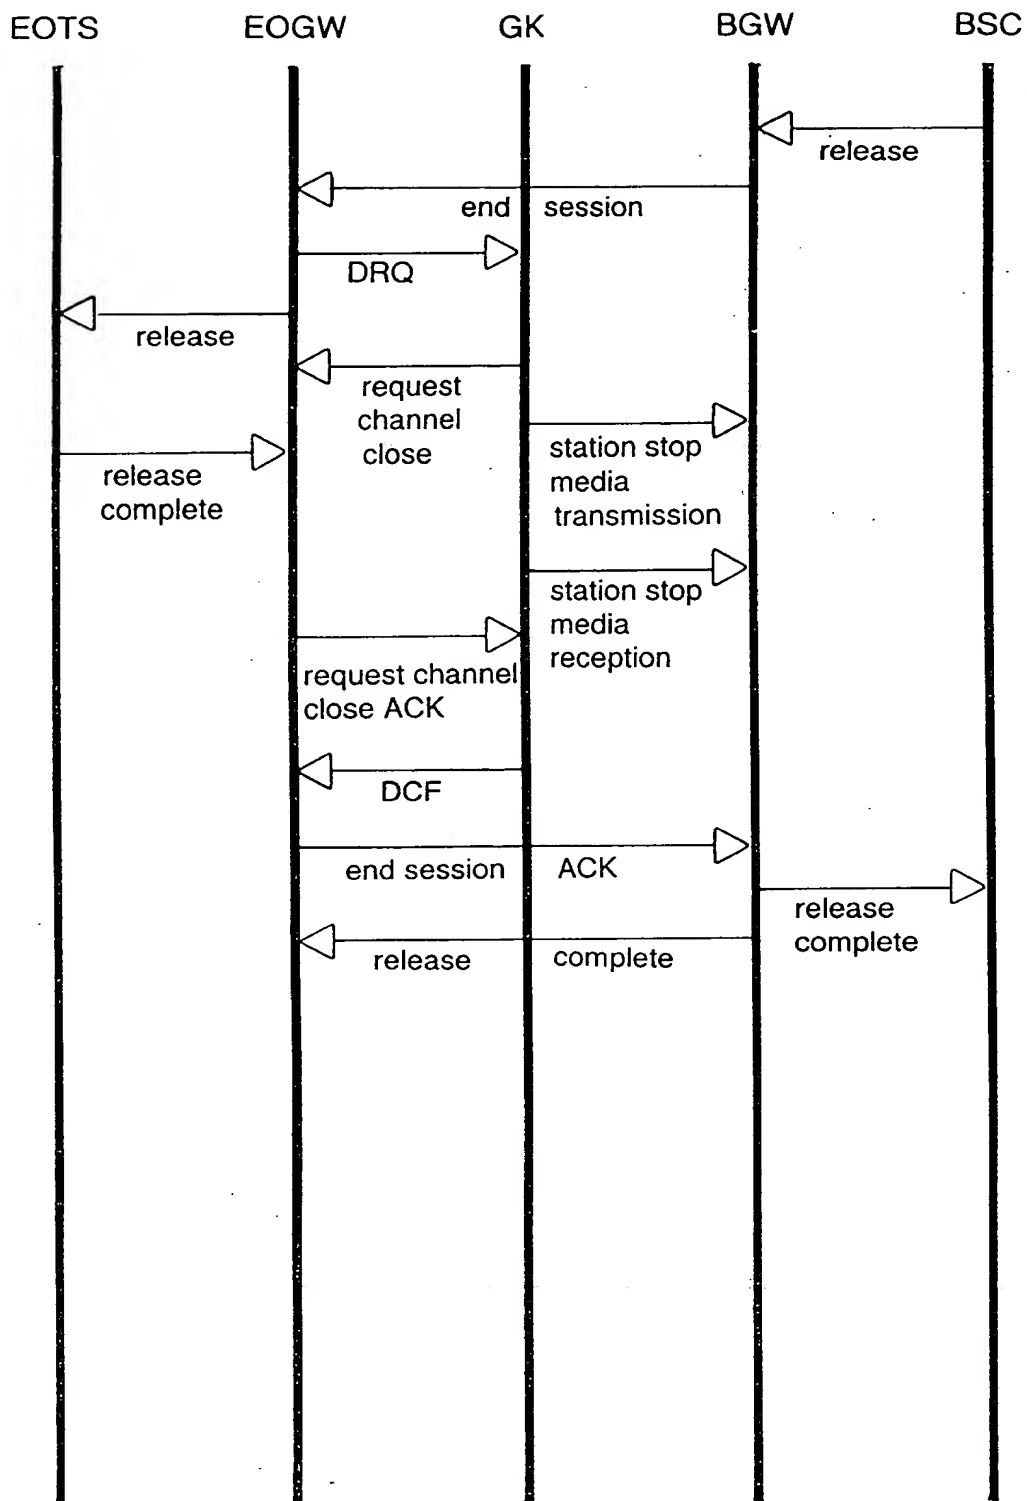 EOTS EOGW GK BGW BSC
release
end session
DRQ
release
request
channel
close
station stop
media
transmission
release
complete
station stop
media
reception
request channel
close ACK
DCF
end session ACK
release
complete
release complete